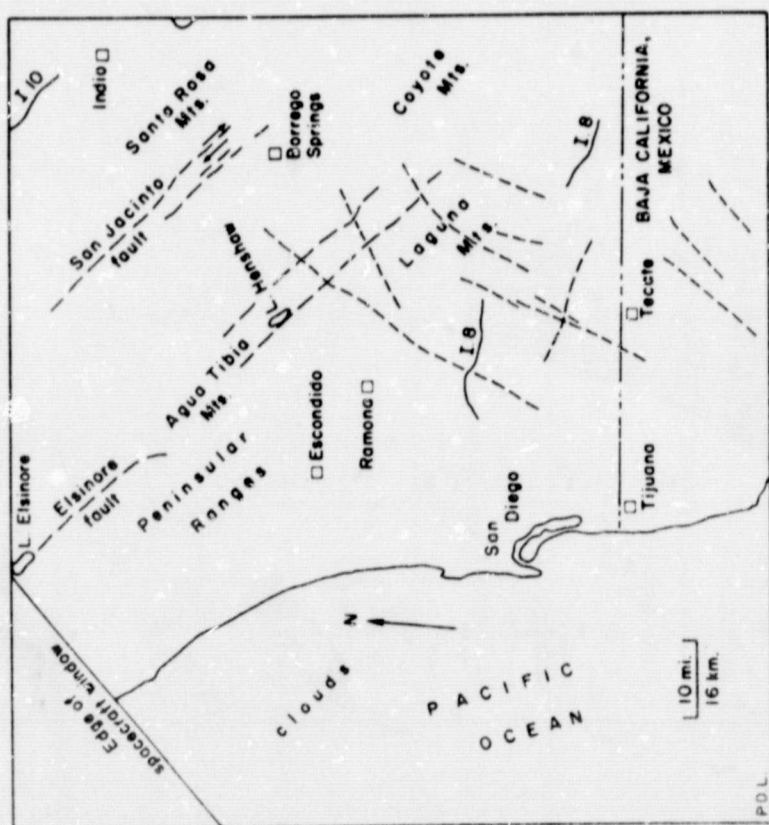 I 10
Indio
Santa Rosa
Mts.
San Jacinto
fault
Borrego
Springs
Coyote
Mts.
L. Elsinore
Elsinore
fault
Agua Tibia
Mts.
L. Henshaw
Peninsular
Ranges
Escondido
Ramona
Laguna
Mts.
I 8
I 8
San
Diego
Edge of
spacecraft window
clouds
N
PACIFIC
OCEAN
Tijuana
Tecate
BAJA CALIFORNIA,
MEXICO
10 mi.
16 km.
P.D.L.